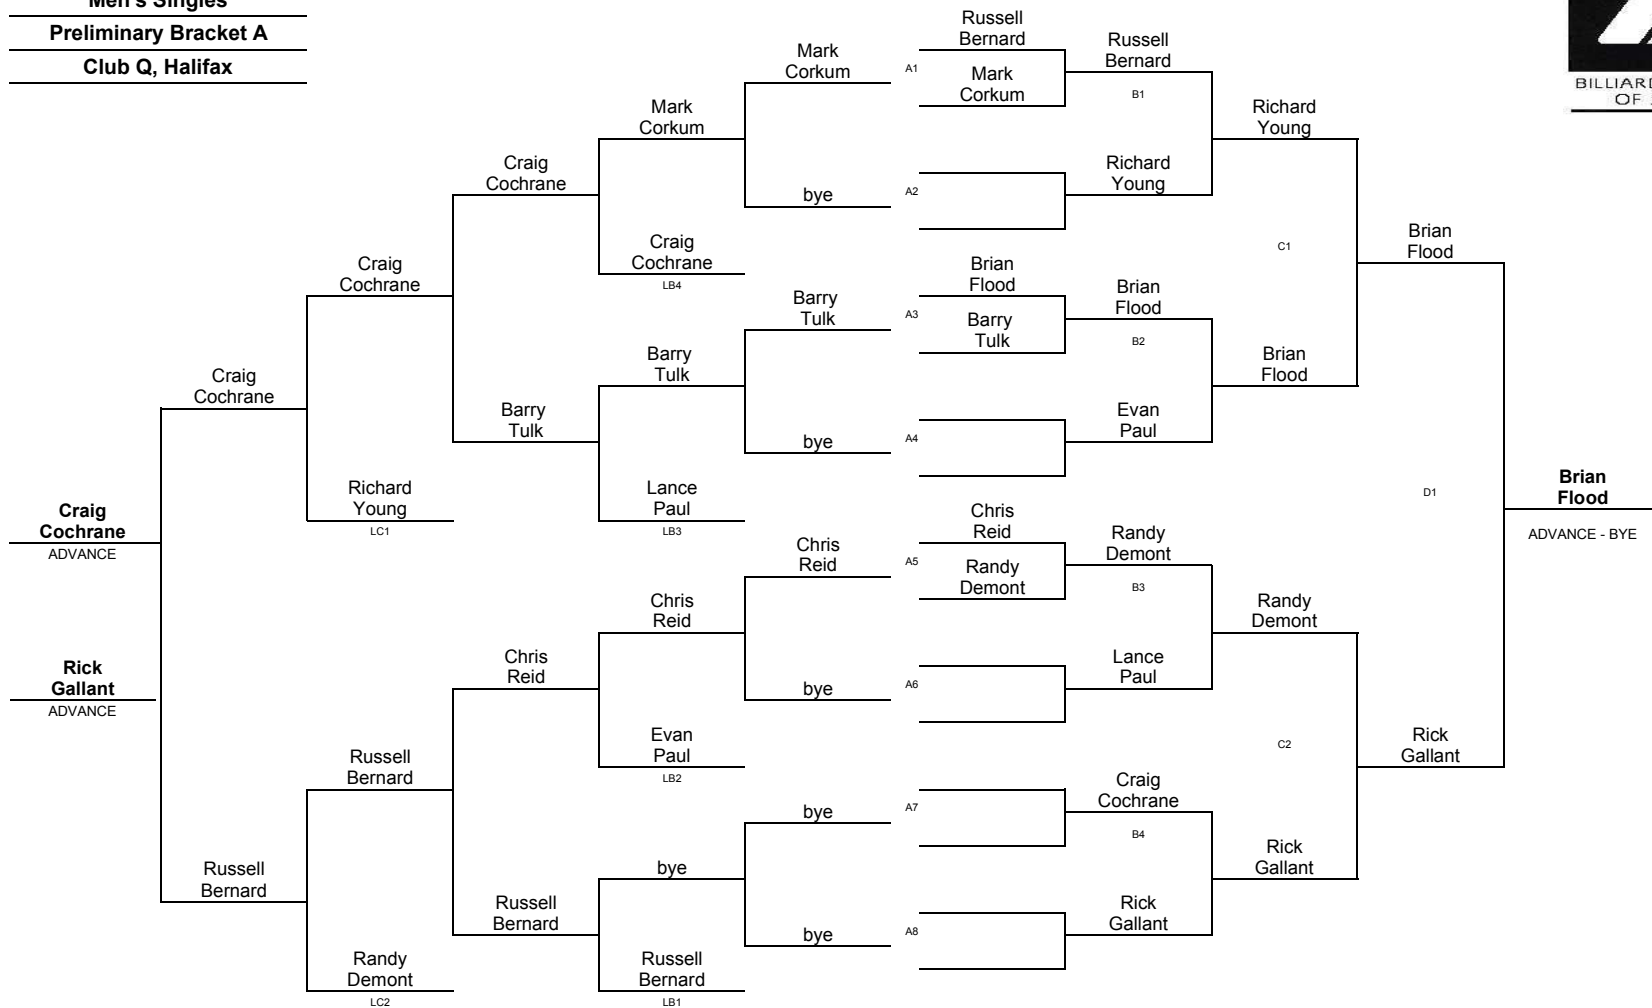 Men's Singles
Preliminary Bracket A
Club Q, Halifax
BILLIARD
OF
Craig
Cochrane
ADVANCE
Rick
Gallant
ADVANCE
Craig
Cochrane
Russell
Bernard
Craig
Cochrane
Richard
Young
LC1
Russell
Bernard
Randy
Demont
LC2
Craig
Cochrane
Barry
Tulk
Chris
Reid
Russell
Bernard
Mark
Corkum
Craig
Cochrane
LB4
Barry
Tulk
Lance
Paul
LB3
Chris
Reid
Evan
Paul
LB2
bye
Russell
Bernard
LB1
Mark
Corkum
bye
Barry
Tulk
bye
Chris
Reid
bye
bye
bye
A1
A2
A3
A4
A5
A6
A7
A8
Russell
Bernard
Mark
Corkum
Brian
Flood
Barry
Tulk
Chris
Reid
Randy
Demont
Russell
Bernard
B1
Richard
Young
Brian
Flood
B2
Evan
Paul
Randy
Demont
B3
Lance
Paul
Craig
Cochrane
B4
Rick
Gallant
Richard
Young
C1
Brian
Flood
Randy
Demont
C2
Rick
Gallant
Brian
Flood
D1
Rick
Gallant
Brian
Flood
ADVANCE - BYE